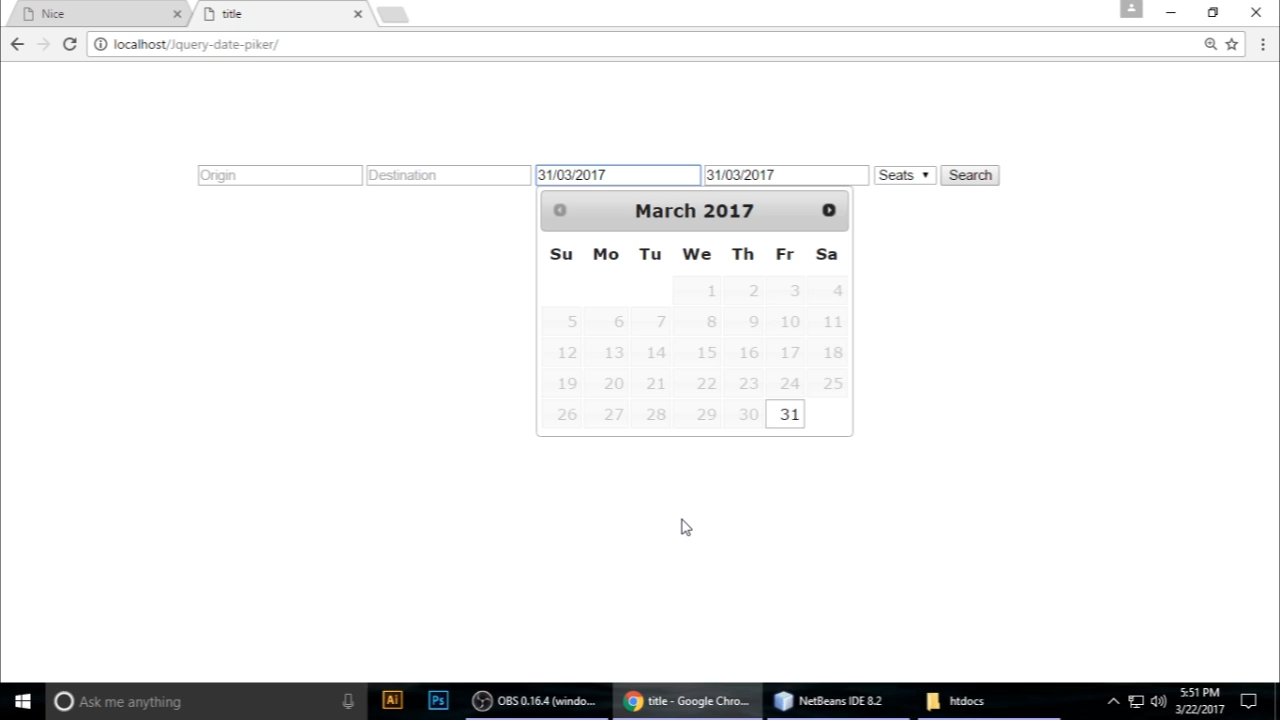 Nice
title
localhost/Jquery-date-piker/
Origin Destination 31/03/2017 31/03/2017 Seats Search
March 2017
Su Mo Tu We Th Fr Sa
1 2 3 4
5 6 7 8 9 10 11
12 13 14 15 16 17 18
19 20 21 22 23 24 25
26 27 28 29 30 31
Ask me anything Ai Ps OBS 0.16.4 (windo... title - Google Chro... NetBeans IDE 8.2 htdocs
5:51 PM
3/22/2017